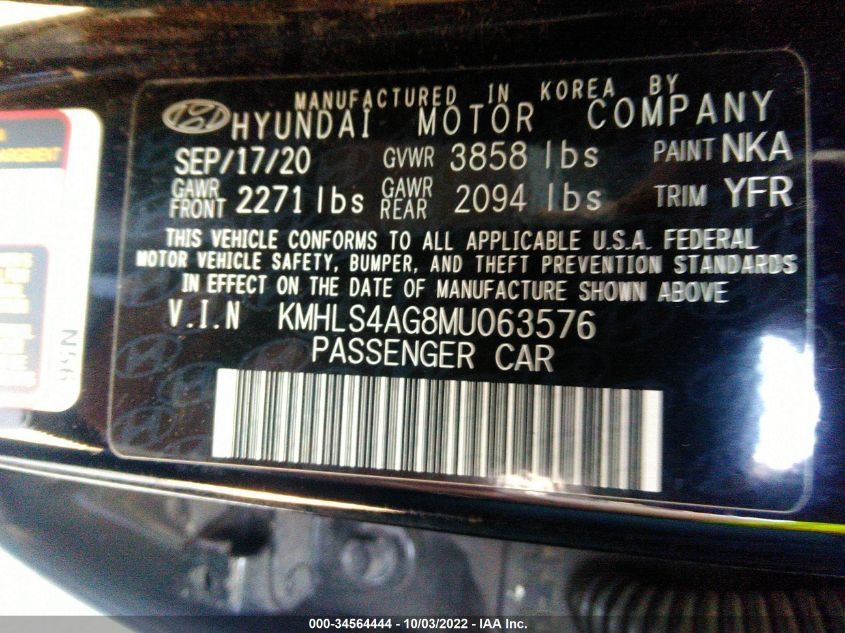 MANUFACTURED IN KOREA BY
HYUNDAI MOTOR COMPANY
SEP/17/20 GVWR 3858 lbs PAINT NKA
GAWR FRONT 2271 lbs GAWR REAR 2094 lbs TRIM YFR
THIS VEHICLE CONFORMS TO ALL APPLICABLE U.S.A. FEDERAL
MOTOR VEHICLE SAFETY, BUMPER, AND THEFT PREVENTION STANDARDS
IN EFFECT ON THE DATE OF MANUFACTURE SHOWN ABOVE
V.I.N KMHLS4AG8MU063576
PASSENGER CAR
000-34564444 - 10/03/2022 - IAA Inc.